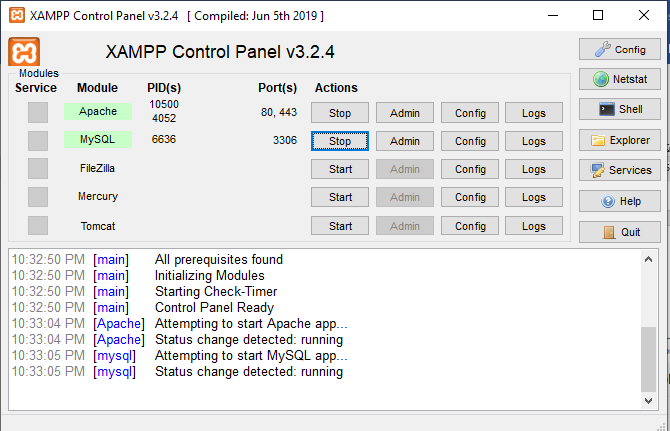 XAMPP Control Panel v3.2.4 [ Compiled: Jun 5th 2019 ]
XAMPP Control Panel v3.2.4
Config
Modules
Service Module PID(s) Port(s) Actions
Netstat
Apache 10500 4052 80, 443 Stop Admin Config Logs
Shell
MySQL 6636 3306 Stop Admin Config Logs
Explorer
FileZilla Start Admin Config Logs
Services
Mercury Start Admin Config Logs
Help
Tomcat Start Admin Config Logs
Quit
10:32:50 PM [main] All prerequisites found
10:32:50 PM [main] Initializing Modules
10:32:50 PM [main] Starting Check-Timer
10:32:50 PM [main] Control Panel Ready
10:33:04 PM [Apache] Attempting to start Apache app...
10:33:04 PM [Apache] Status change detected: running
10:33:05 PM [mysql] Attempting to start MySQL app...
10:33:05 PM [mysql] Status change detected: running